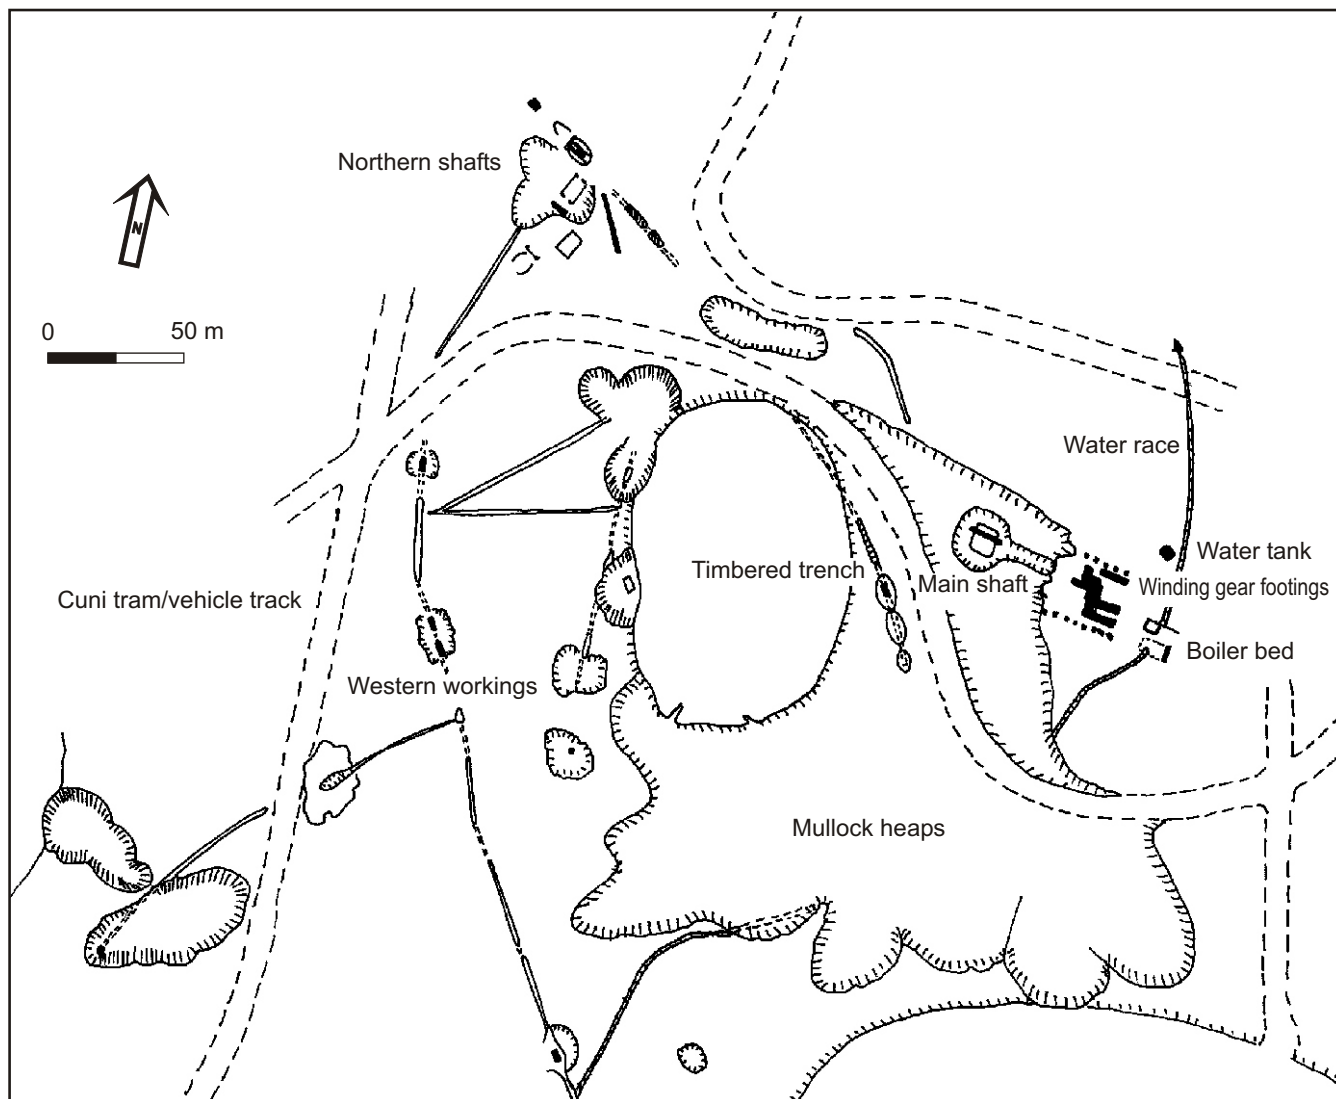 Northern shafts
N
0 50 m
Water race
Water tank
Timbered trench
Main shaft
Winding gear footings
Cuni tram/vehicle track
Boiler bed
Western workings
Mullock heaps